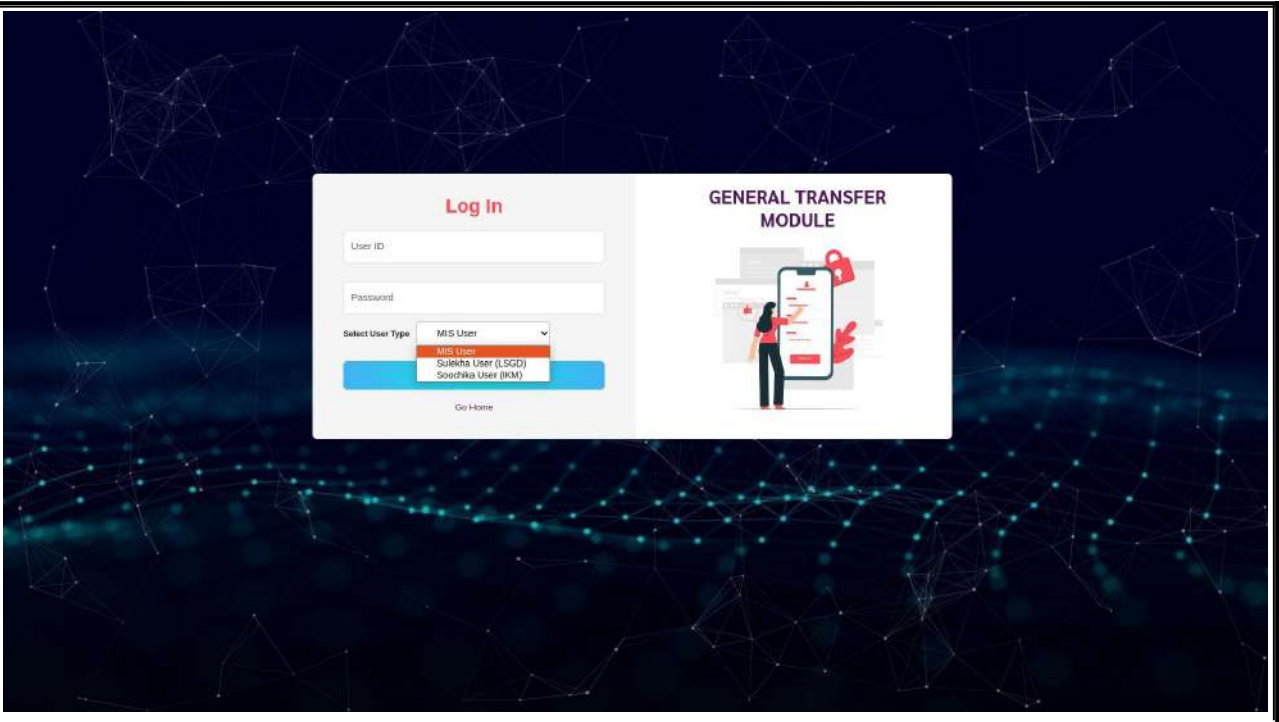 Log In
User ID
Password
Select User Type MIS User
MIS User
Sulekha User (LSGD)
Soochika User (IKM)
Go Home
GENERAL TRANSFER
MODULE